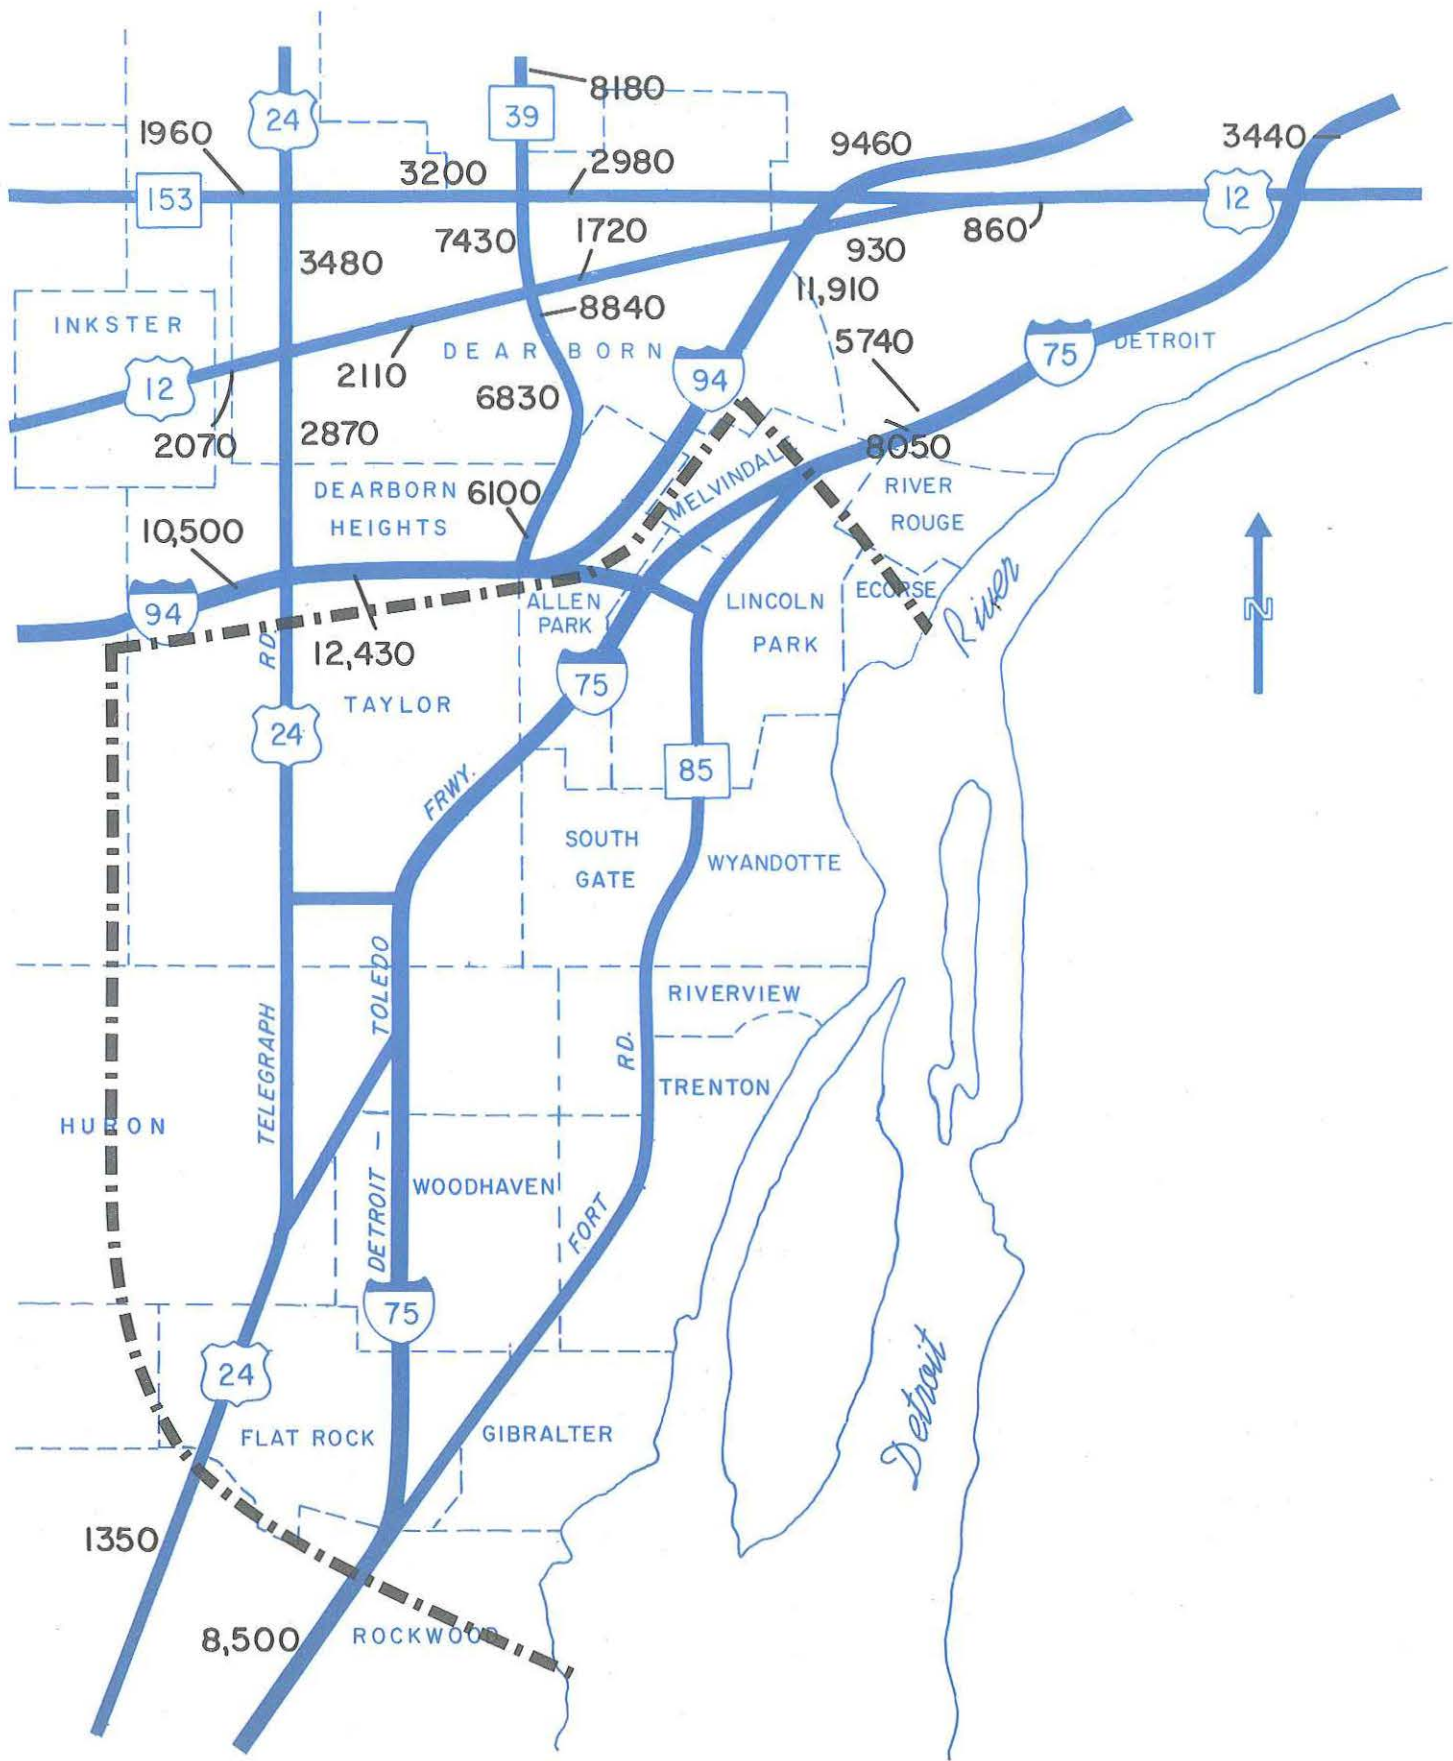 8180
24
39
1960
9460
3440
3200
2980
153
12
7430
1720
860
3480
930
11,910
INKSTER
8840
5740
DEARBORN
DETROIT
75
94
12
2110
6830
2070
2870
8050
MELVINDALE
DEARBORN
HEIGHTS
6100
RIVER
ROUGE
10,500
94
ALLEN
PARK
LINCOLN
PARK
ECORSE
River
N
RD.
12,430
75
TAYLOR
24
85
FRWY.
SOUTH
GATE
WYANDOTTE
TOLEDO
RIVERVIEW
TELEGRAPH
RD.
TRENTON
HURON
DETROIT —
WOODHAVEN
FORT
75
24
Detroit
FLAT ROCK
GIBRALTER
1350
8,500
ROCKWOOD